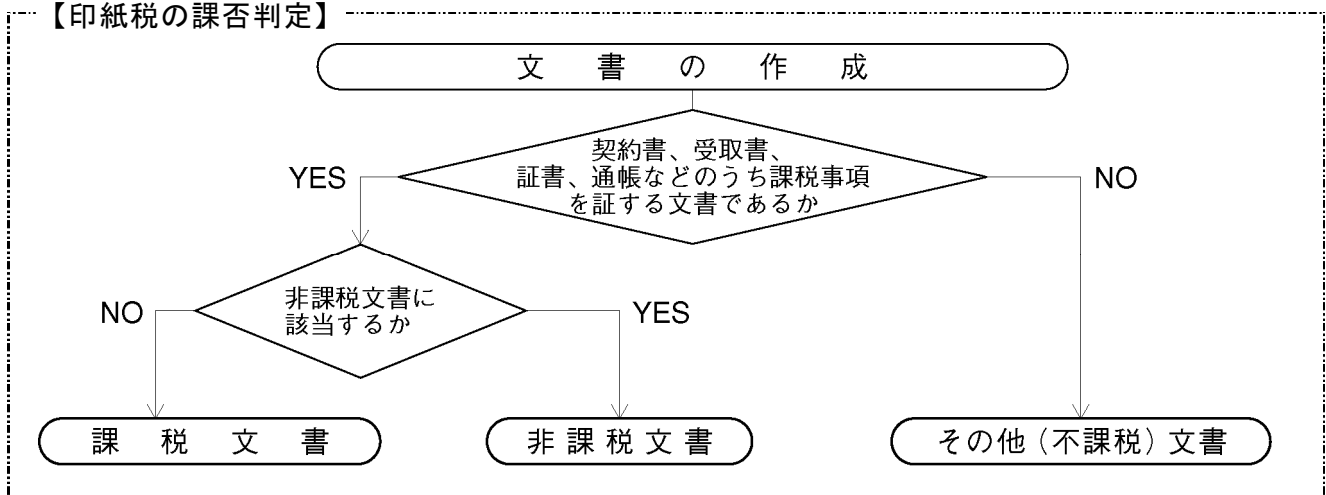 【印紙税の課否判定】
文書の作成
契約書、受取書、
証書、通帳などのうち課税事項
を証する文書であるか
YES
NO
非課税文書に
該当するか
NO
YES
課税文書
非課税文書
その他（不課税）文書